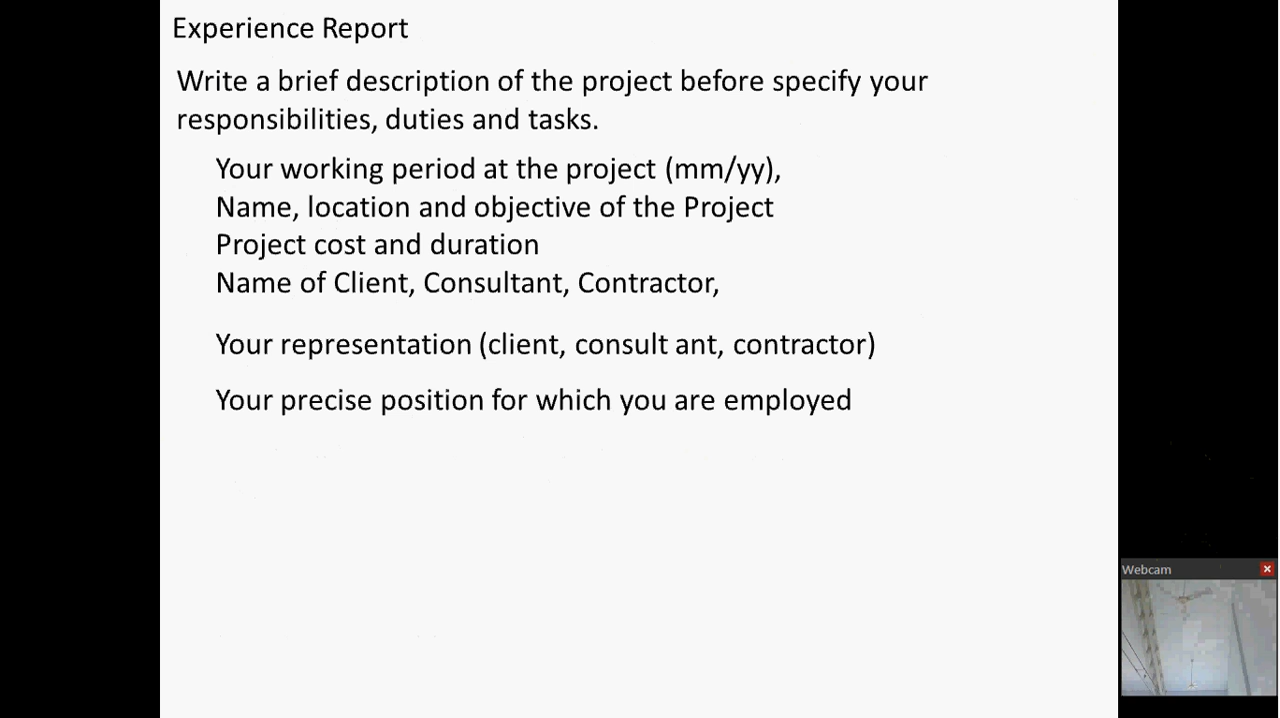 Experience Report
Write a brief description of the project before specify your
responsibilities, duties and tasks.
Your working period at the project (mm/yy),
Name, location and objective of the Project
Project cost and duration
Name of Client, Consultant, Contractor,
Your representation (client, consult ant, contractor)
Your precise position for which you are employed
Webcam